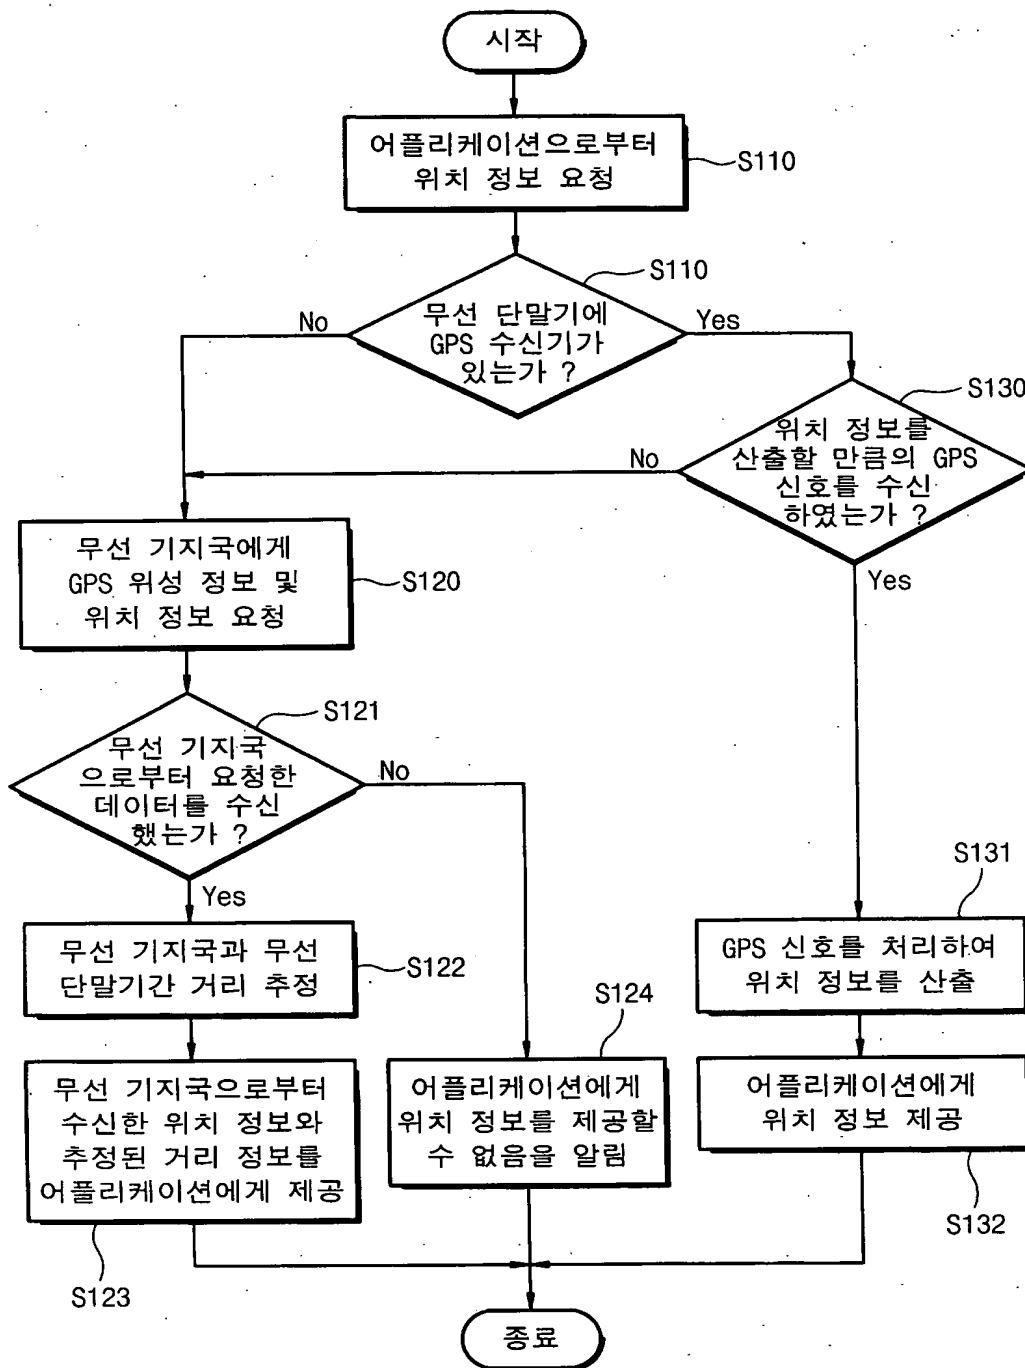 시작
어플리케이션으로부터
위치 정보 요청
S110
S110
무선 단말기에
GPS 수신기가
있는가 ?
No
Yes
S130
위치 정보를
산출할 만큼의 GPS
신호를 수신
하였는가 ?
No
Yes
무선 기지국에게
GPS 위성 정보 및
위치 정보 요청
S120
S121
무선 기지국
으로부터 요청한
데이터를 수신
했는가 ?
No
Yes
무선 기지국과 무선
단말기간 거리 추정
S122
S131
GPS 신호를 처리하여
위치 정보를 산출
무선 기지국으로부터
수신한 위치 정보와
추정된 거리 정보를
어플리케이션에게 제공
S123
S124
어플리케이션에게
위치 정보를 제공할
수 없음을 알림
어플리케이션에게
위치 정보 제공
S132
종료